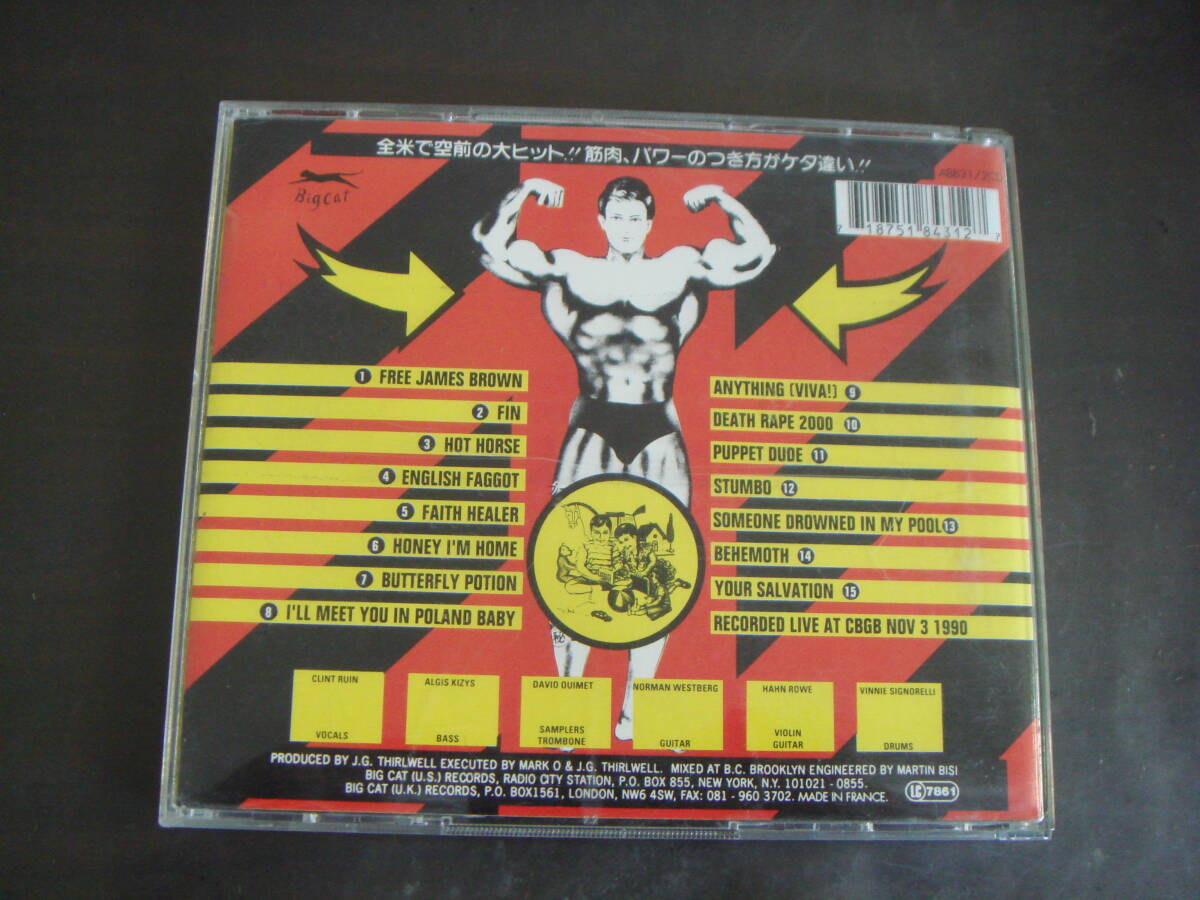 全米で空前の大ヒット!! 筋肉、パワーのつき方がケタ違い!!
Big Cat
ABB31/2CD
7 18751 84312 7
1 FREE JAMES BROWN
2 FIN
3 HOT HORSE
4 ENGLISH FAGGOT
5 FAITH HEALER
6 HONEY I'M HOME
7 BUTTERFLY POTION
8 I'LL MEET YOU IN POLAND BABY
ANYTHING (VIVA!) 9
DEATH RAPE 2000 10
PUPPET DUDE 11
STUMBO 12
SOMEONE DROWNED IN MY POOL 13
BEHEMOTH 14
YOUR SALVATION 15
RECORDED LIVE AT CBGB NOV 3 1990
CLINT RUIN
VOCALS
ALGIS KIZYS
BASS
DAVID OUIMET
SAMPLERS
TROMBONE
NORMAN WESTBERG
GUITAR
HAHN ROWE
VIOLIN
GUITAR
VINNIE SIGNORELLI
DRUMS
PRODUCED BY J.G. THIRLWELL EXECUTED BY MARK O & J.G. THIRLWELL. MIXED AT B.C. BROOKLYN ENGINEERED BY MARTIN BISI
BIG CAT (U.S.) RECORDS, RADIO CITY STATION, P.O. BOX 855, NEW YORK, N.Y. 101021 - 0855.
BIG CAT (U.K.) RECORDS, P.O. BOX1561, LONDON, NW6 4SW, FAX: 081 - 960 3702. MADE IN FRANCE.
LC 7861